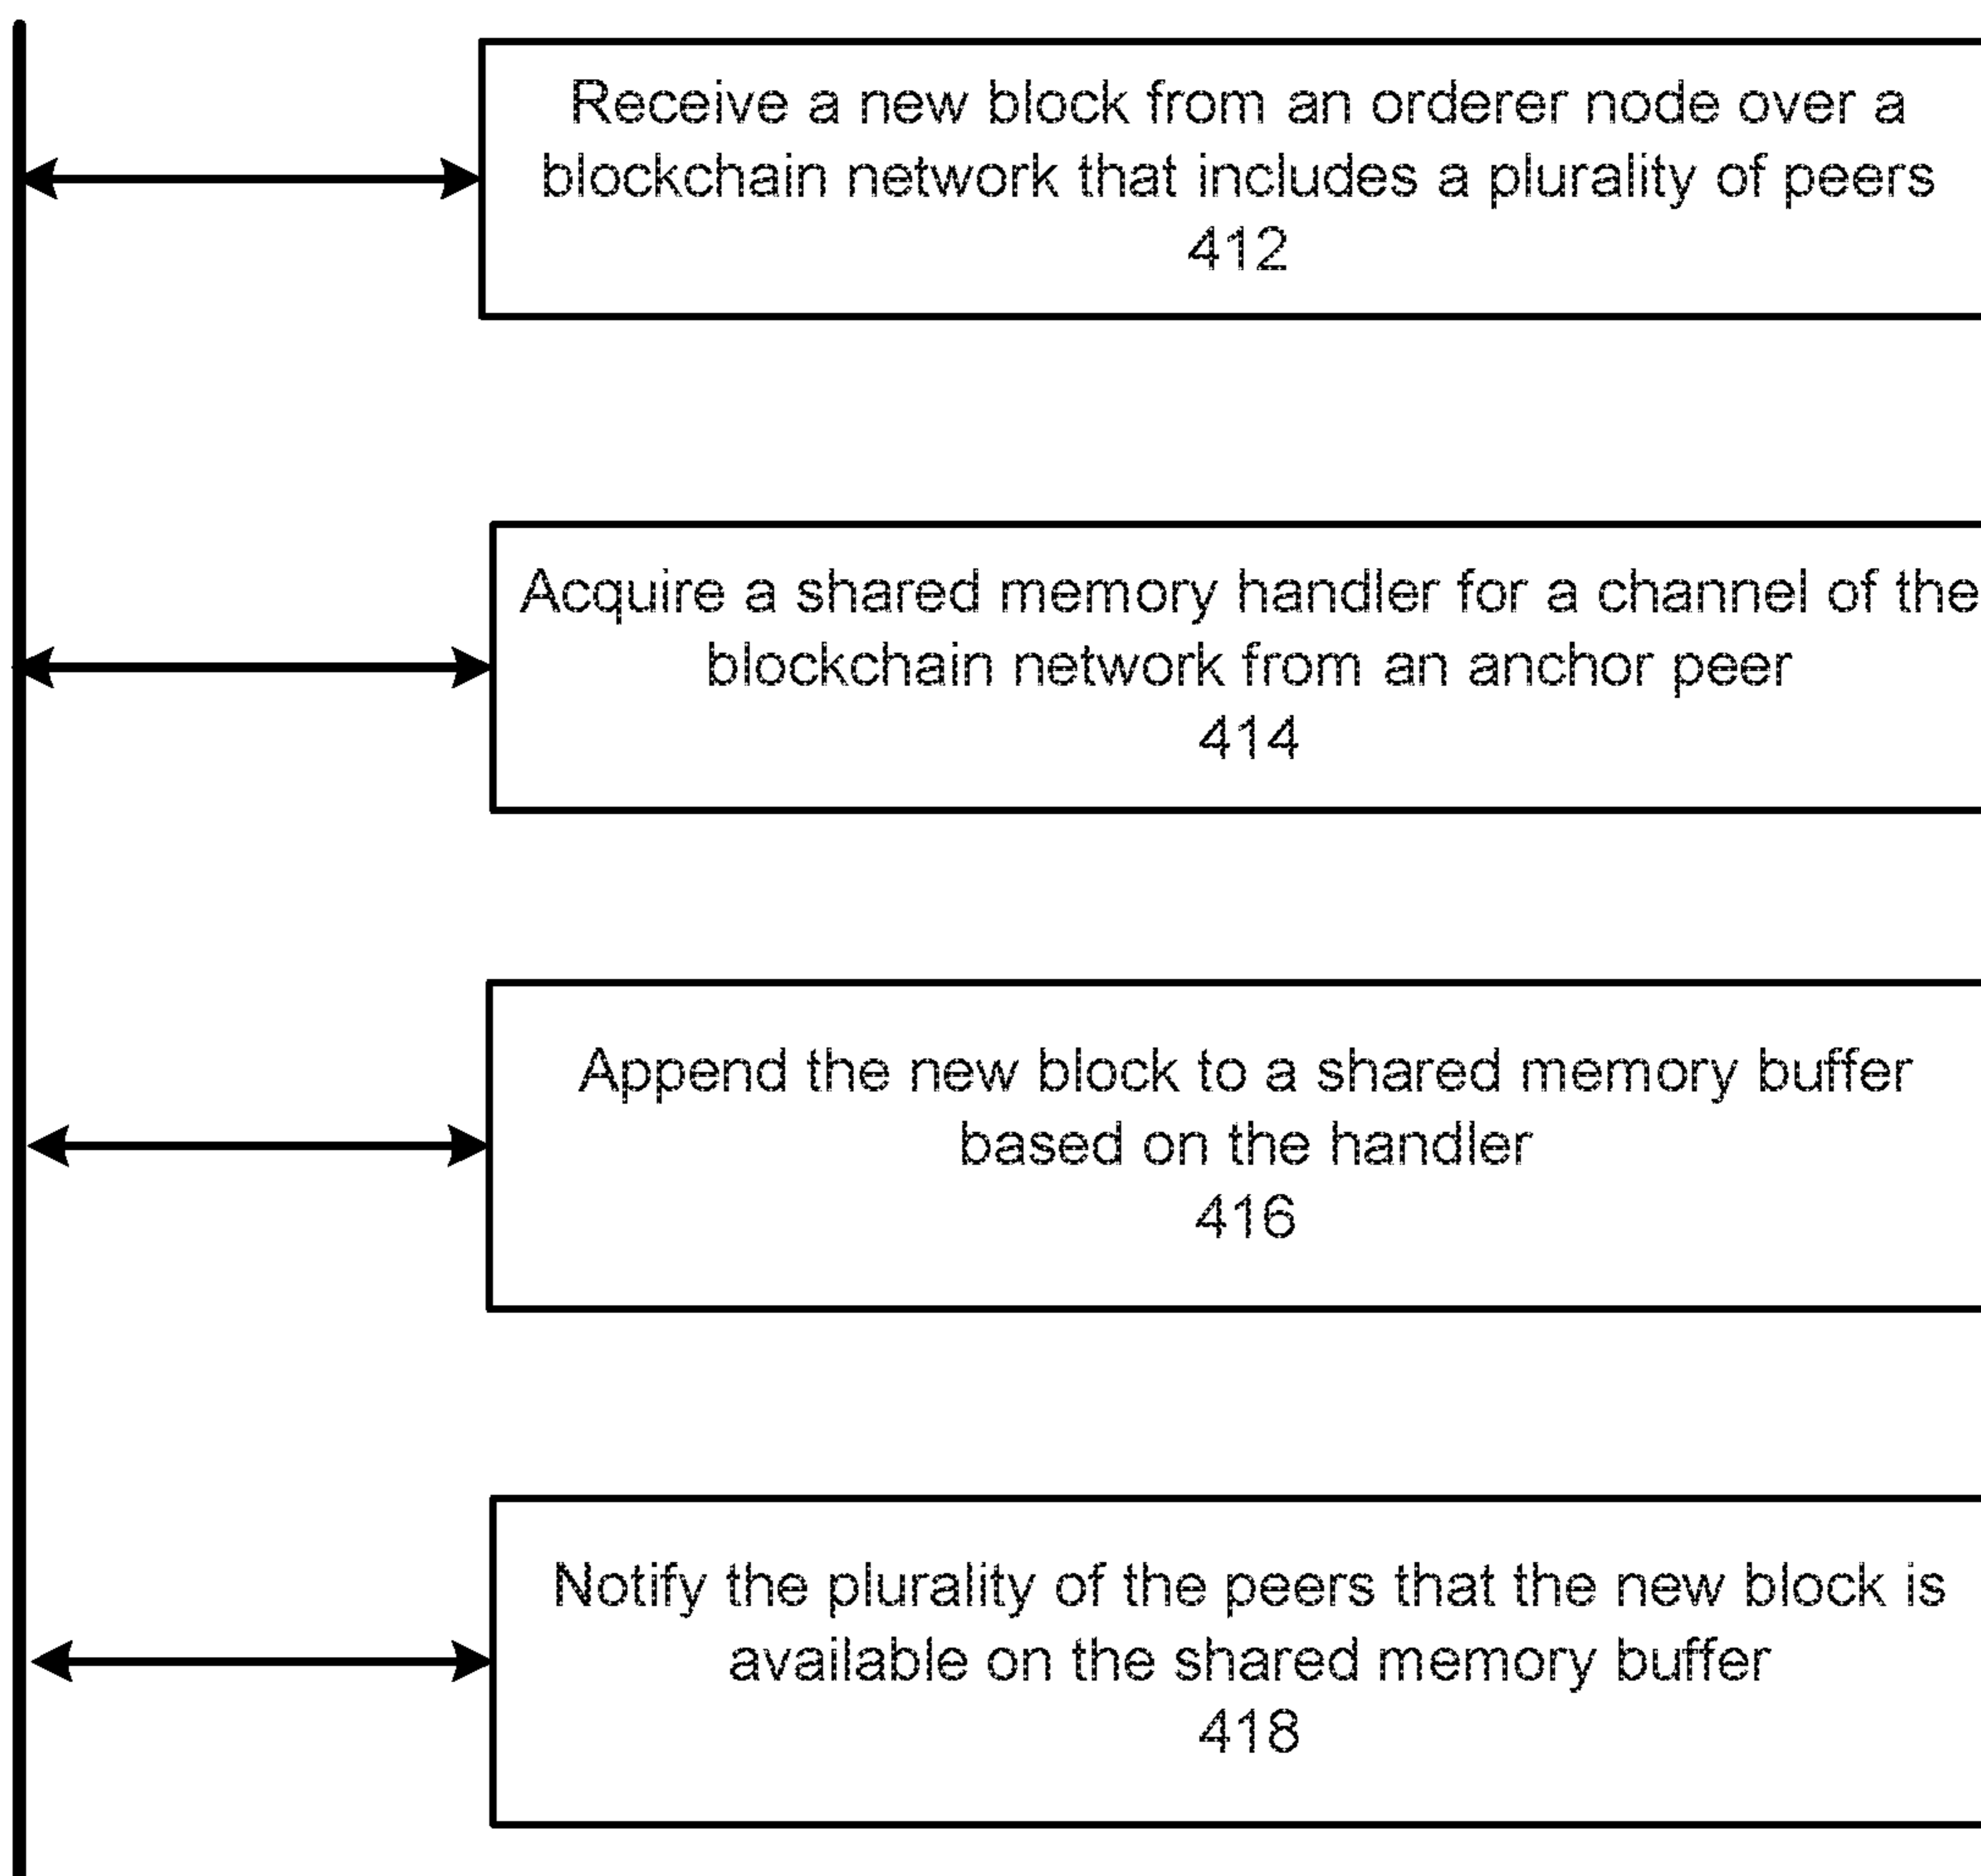 Receive a new block from an orderer node over a
blockchain network that includes a plurality of peers
412
Acquire a shared memory handler for a channel of the
blockchain network from an anchor peer
414
Append the new block to a shared memory buffer
based on the handler
416
Notify the plurality of the peers that the new block is
available on the shared memory buffer
418